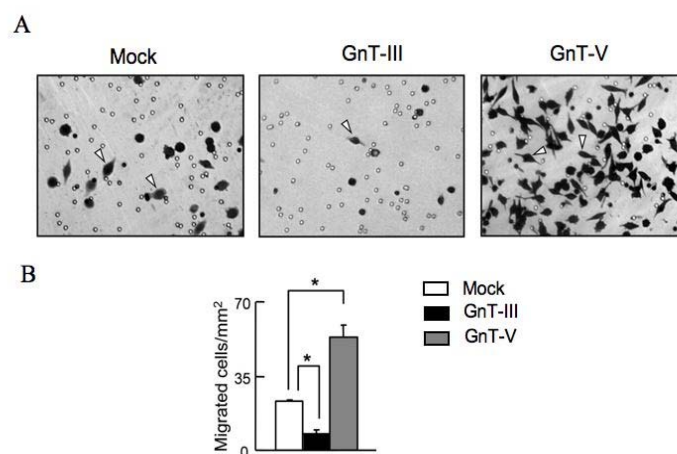 A
Mock
GnT-III
GnT-V
B
Migrated cells/mm²
70
35
0
*
*
Mock
GnT-III
GnT-V